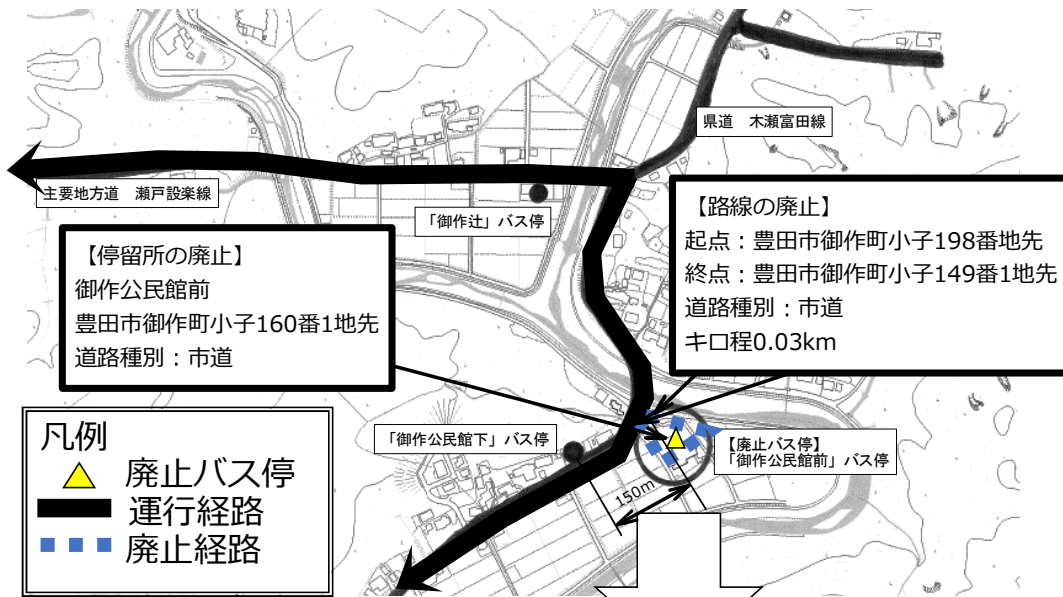 県道　木瀬富田線
主要地方道　瀬戸設楽線
「御作辻」バス停
【路線の廃止】
起点：豊田市御作町小子198番地先
終点：豊田市御作町小子149番1地先
道路種別：市道
キロ程0.03km
【停留所の廃止】
御作公民館前
豊田市御作町小子160番1地先
道路種別：市道
「御作公民館下」バス停
【廃止バス停】
「御作公民館前」バス停
150m
凡例
廃止バス停
運行経路
廃止経路